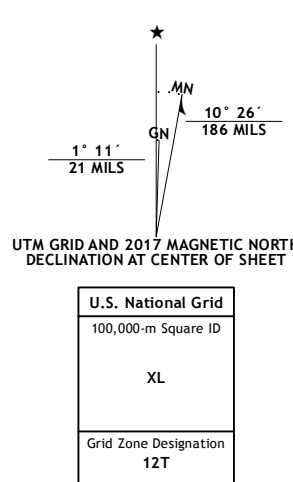 ★
MN
GN
10° 26´
186 MILS
1° 11´
21 MILS
UTM GRID AND 2017 MAGNETIC NORTH
DECLINATION AT CENTER OF SHEET
U.S. National Grid
100,000-m Square ID
XL
Grid Zone Designation
12T